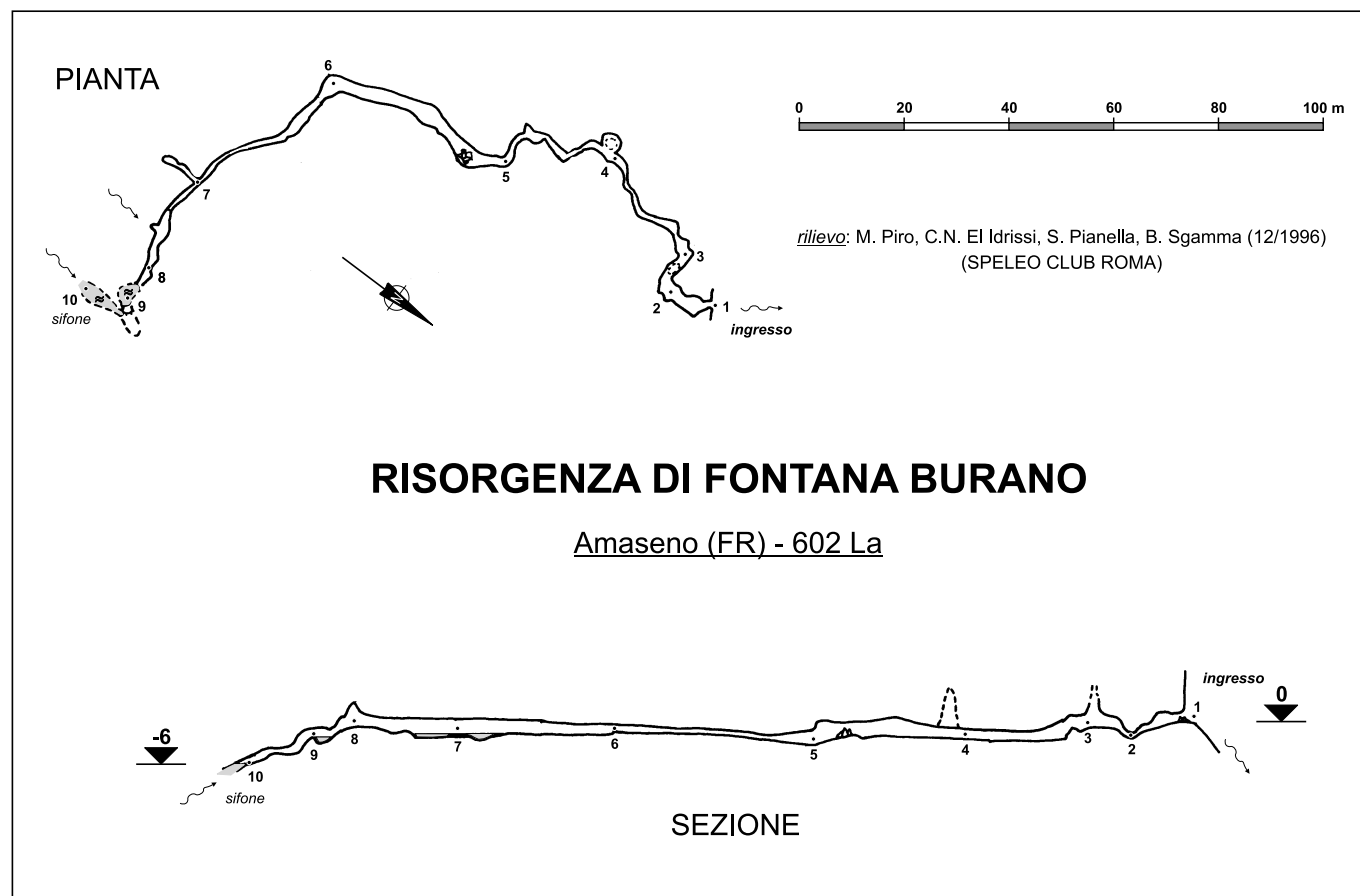 PIANTA
0 20 40 60 80 100 m
6
5
4
7
3
8
10
9
2
1
sifone
ingresso
rilievo: M. Piro, C.N. El Idrissi, S. Pianella, B. Sgamma (12/1996)
(SPELEO CLUB ROMA)
RISORGENZA DI FONTANA BURANO
Amaseno (FR) - 602 La
ingresso
0
1
-6
10
9
8
7
6
5
4
3
2
sifone
SEZIONE